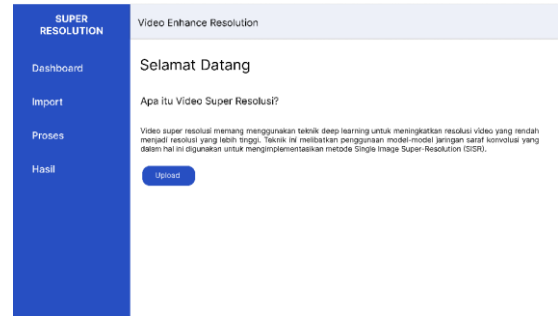 SUPER
RESOLUTION
Dashboard
Import
Proses
Hasil
Video Enhance Resolution
Selamat Datang
Apa itu Video Super Resolusi?
Video super resolusi memang menggunakan teknik deep learning untuk meningkatkan resolusi video yang rendah
menjadi resolusi yang lebih tinggi. Teknik ini melibatkan penggunaan model-model jaringan saraf konvolusi yang
dalam hal ini digunakan untuk mengimplementasikan metode Single Image Super-Resolution (SISR).
Upload